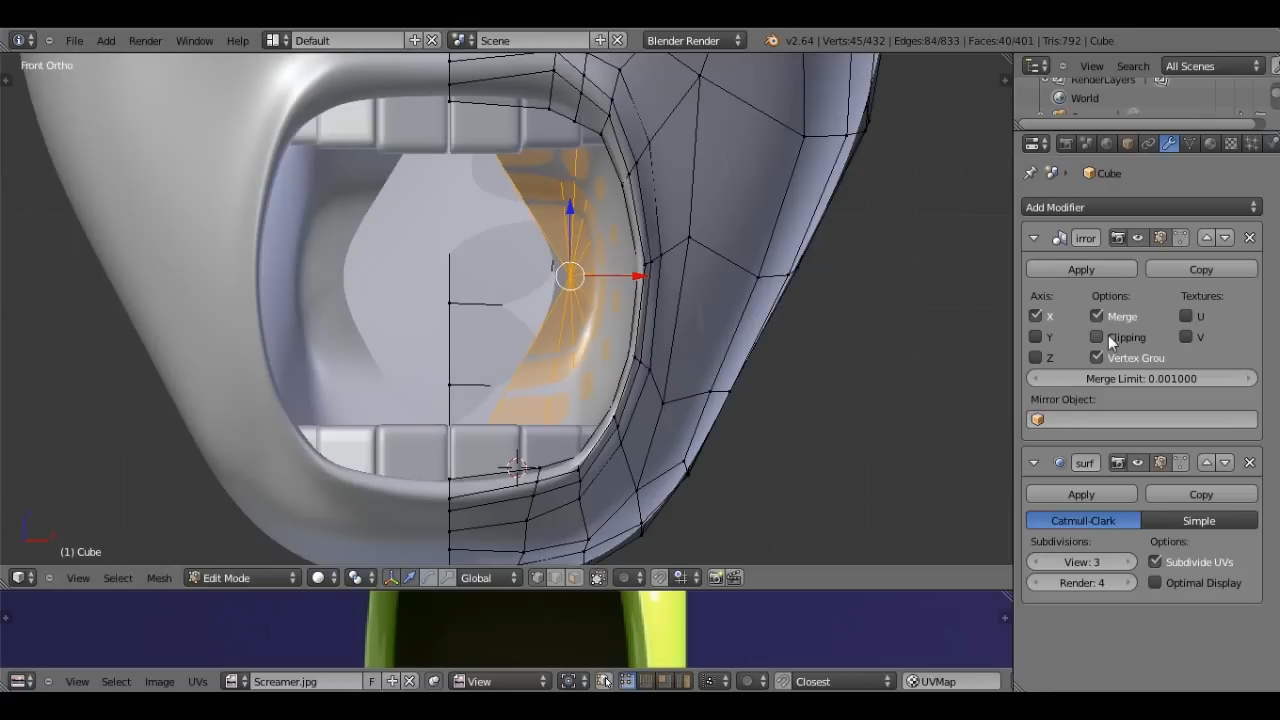 File Add Render Window Help Default Scene Blender Render v2.64 | Verts:45/432 | Edges:84/833 | Faces:40/401 | Tris:792 | Cube
Front Ortho
View Search All Scenes
RenderLayers
World
Cube
Add Modifier
irror
Apply Copy
Axis: Options: Textures:
X Merge U
Y Clipping V
Z Vertex Grou
Merge Limit: 0.001000
Mirror Object:
surf
Apply Copy
Catmull-Clark Simple
Subdivisions: Options:
View: 3 Subdivide UVs
Render: 4 Optimal Display
(1) Cube
View Select Mesh Edit Mode Global
View Select Image UVs Screamer.jpg F View Closest UVMap